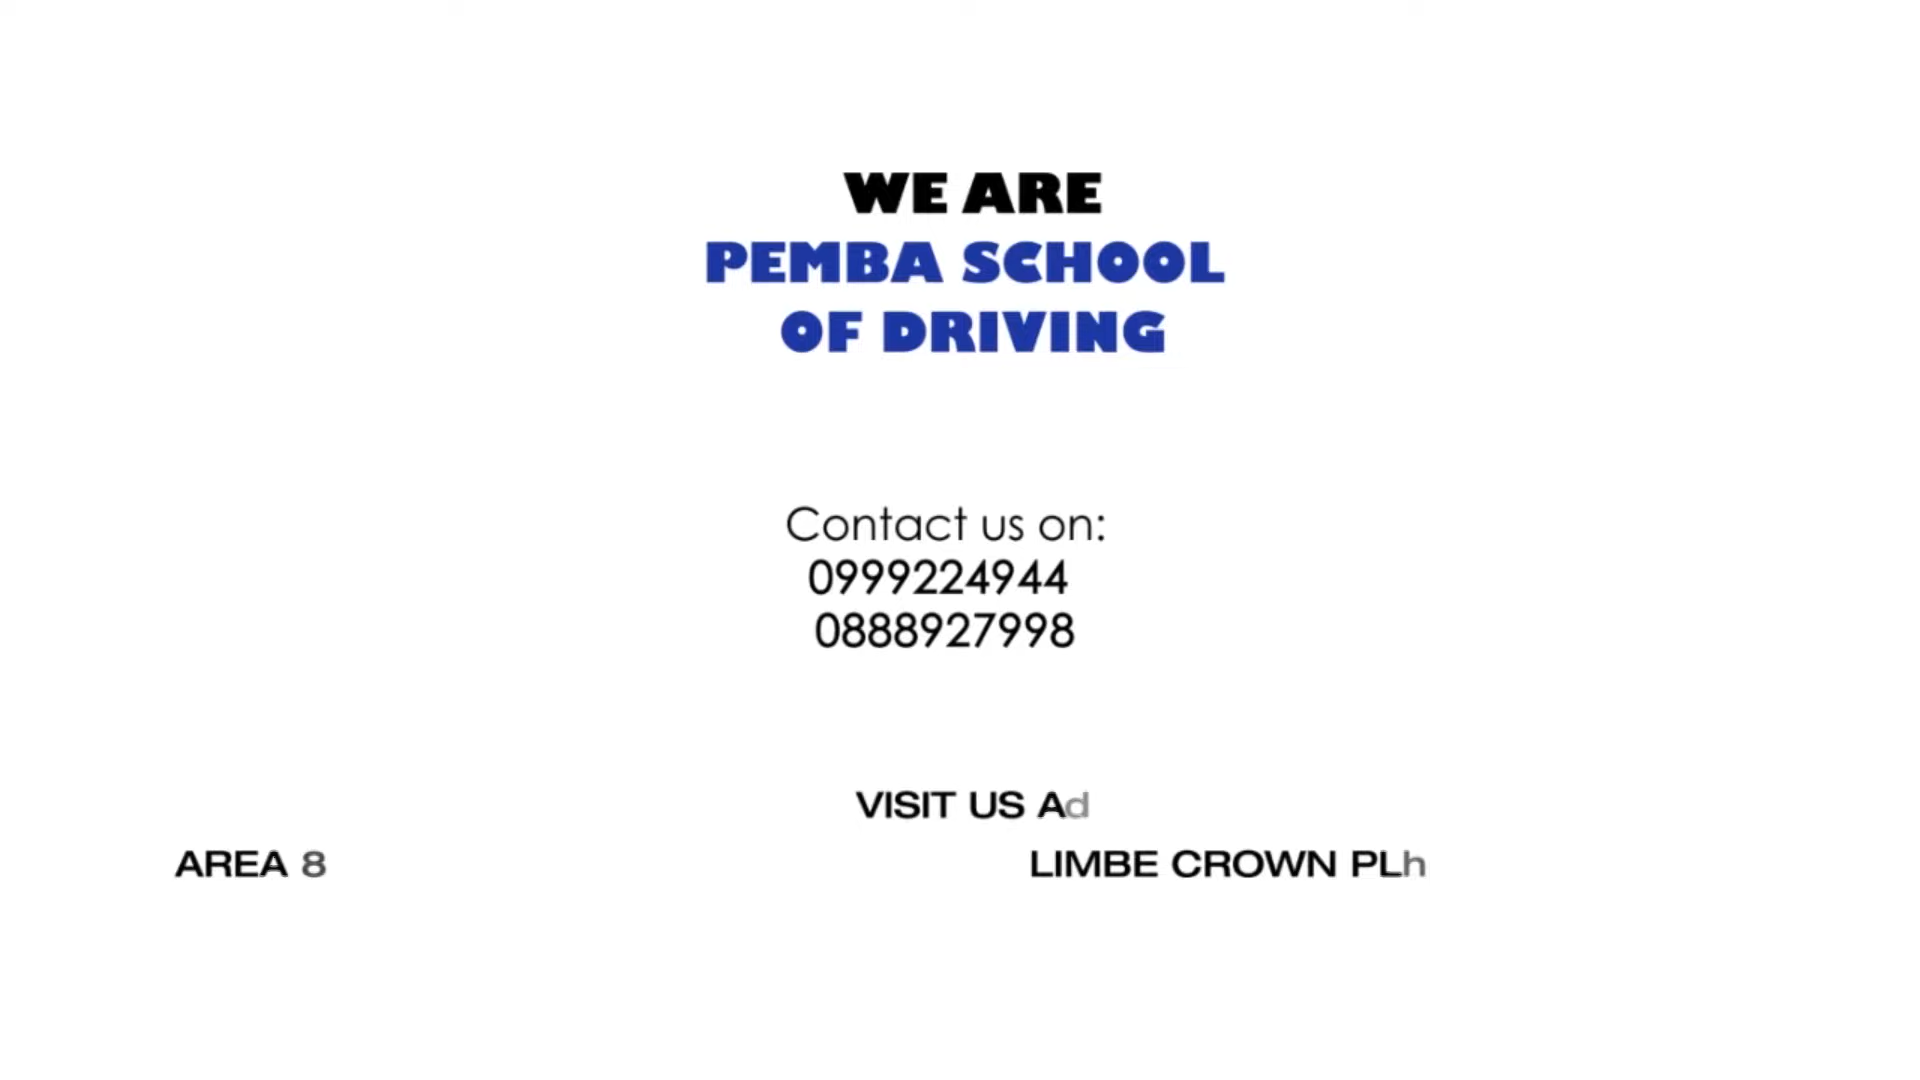 WE ARE
PEMBA SCHOOL
OF DRIVING
Contact us on:
0999224944
0888927998
VISIT US Ad
AREA 8
LIMBE CROWN PLh